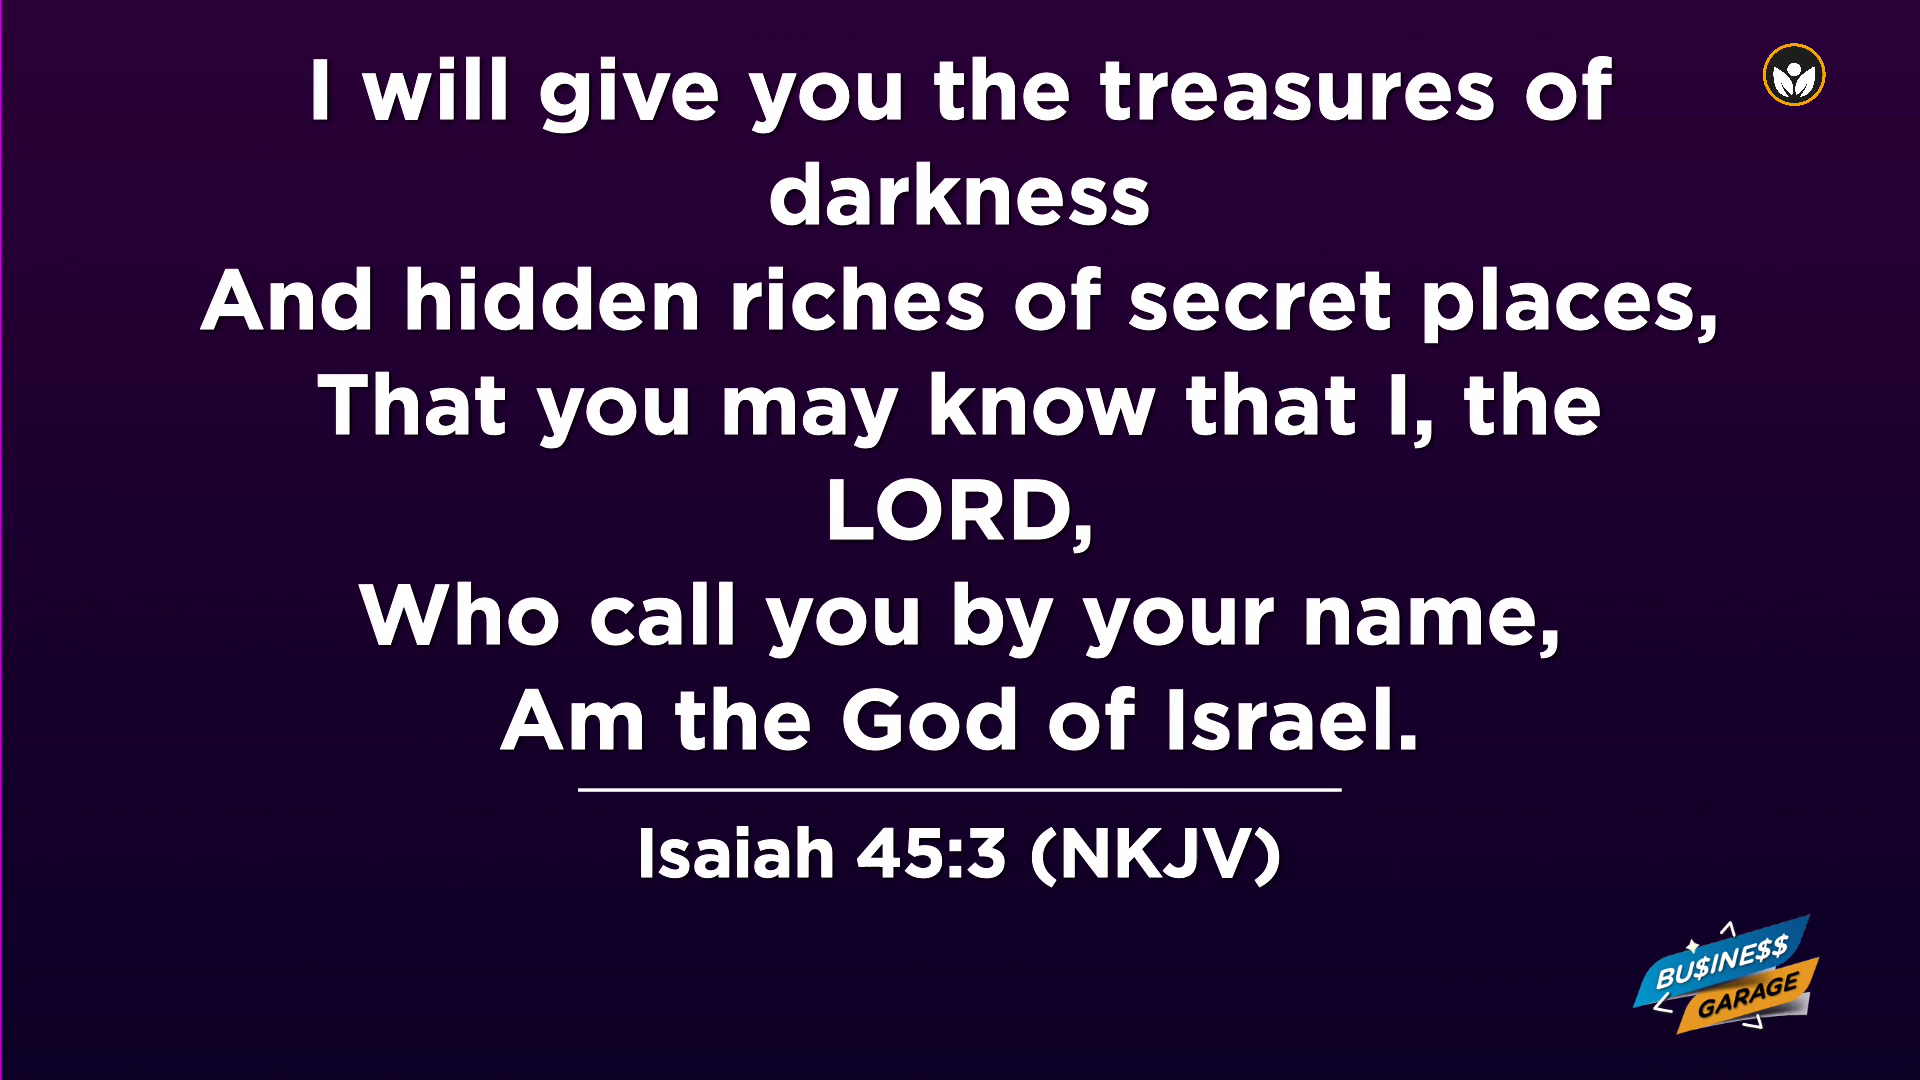 I will give you the treasures of
darkness
And hidden riches of secret places,
That you may know that I, the
LORD,
Who call you by your name,
Am the God of Israel.
Isaiah 45:3 (NKJV)
BU$INE$$
GARAGE